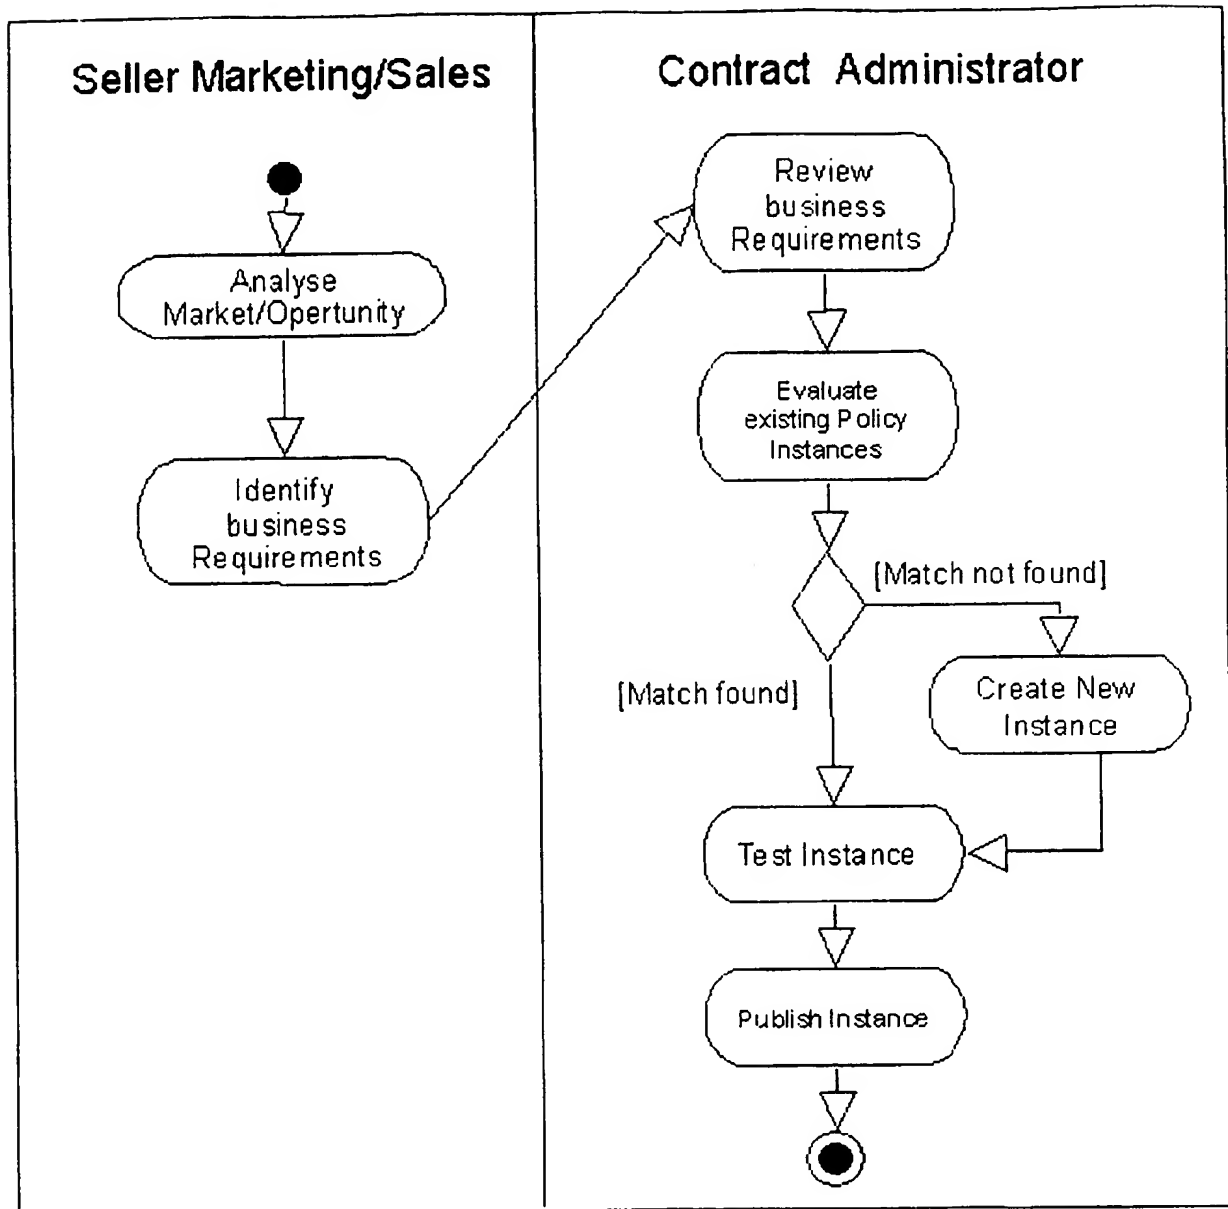 Seller Marketing/Sales
Analyse
Market/Opertunity
Identify
business
Requirements
Contract Administrator
Review
business
Requirements
Evaluate
existing Policy
Instances
[Match not found]
[Match found]
Create New
Instance
Test Instance
Publish Instance